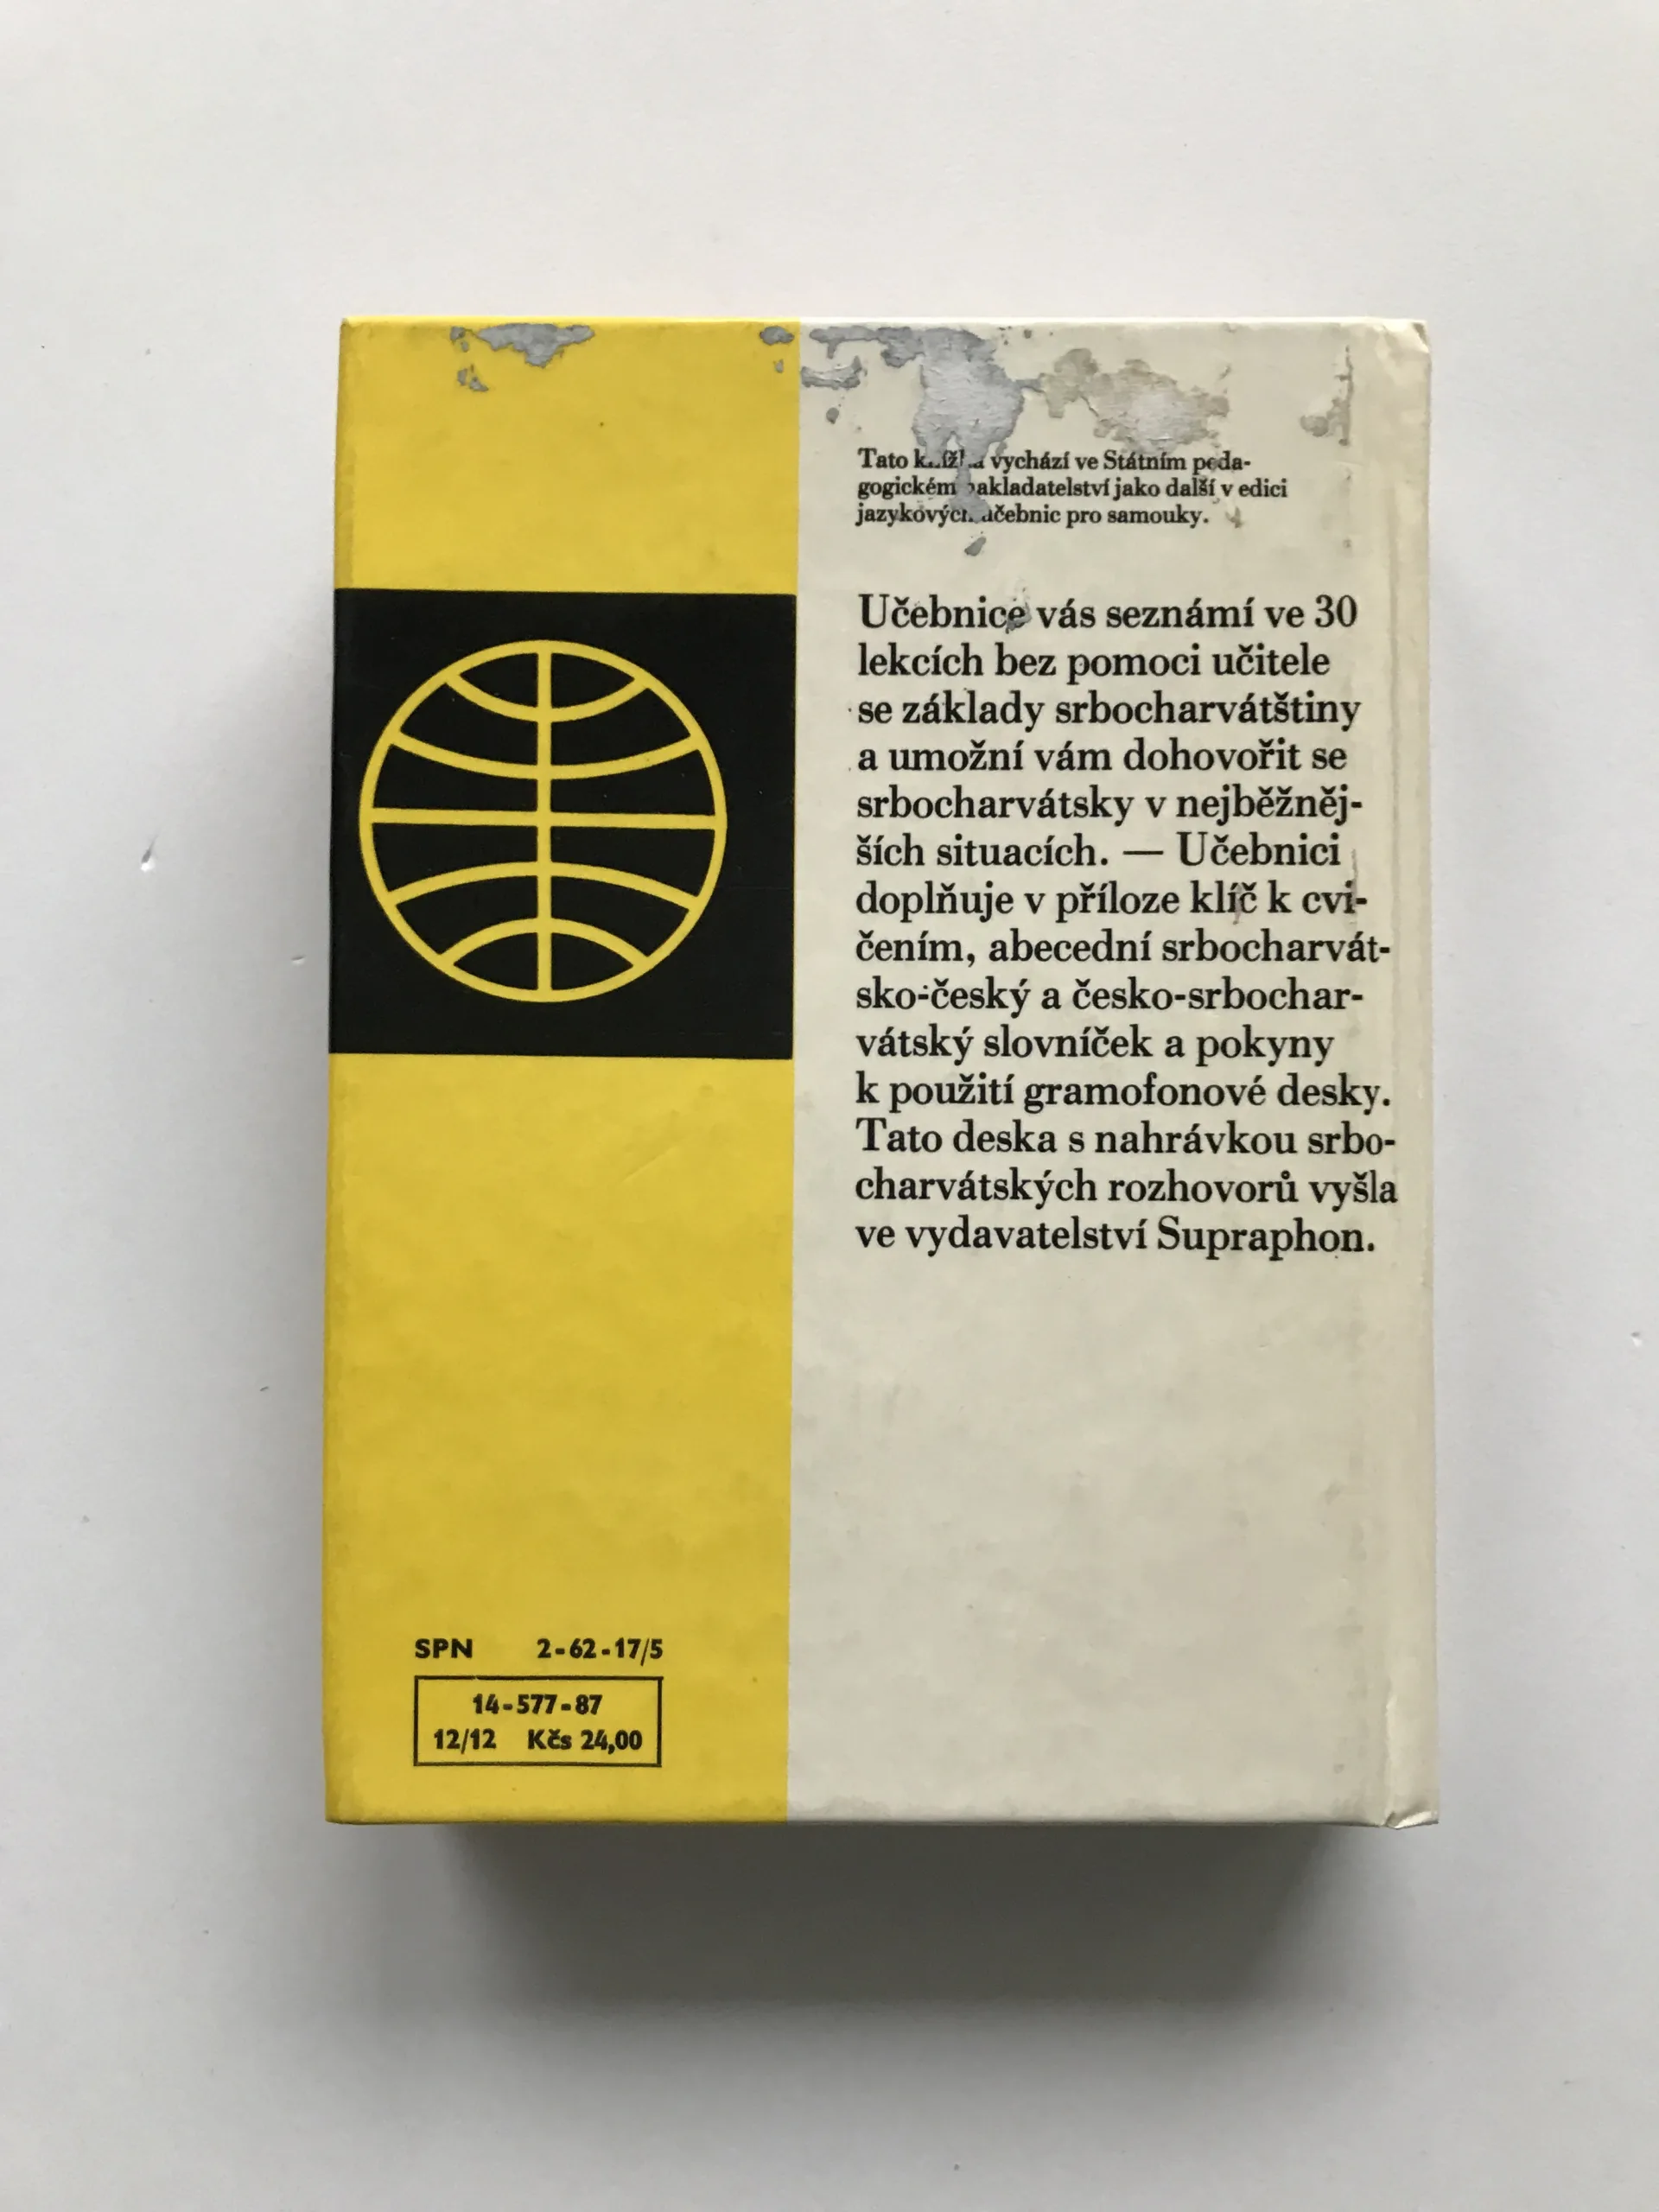 Tato vychází ve Státním peda-
gogickém nakladatelství jako další v edici
jazykových učebnic pro samouky.
Učebnice vás seznámí ve 30
lekcích bez pomoci učitele
se základy srbocharvátštiny
a umožní vám dohovořit se
srbocharvátsky v nejběžněj-
ších situacích. — Učebnici
doplňuje v příloze klíč k cvi-
čením, abecední srbocharvát-
sko-český a česko-srbochar-
vátský slovníček a pokyny
k použití gramofonové desky.
Tato deska s nahrávkou srbo-
charvátských rozhovorů vyšla
ve vydavatelství Supraphon.
SPN 2-62-17/5
14-577-87
12/12 Kčs 24,00